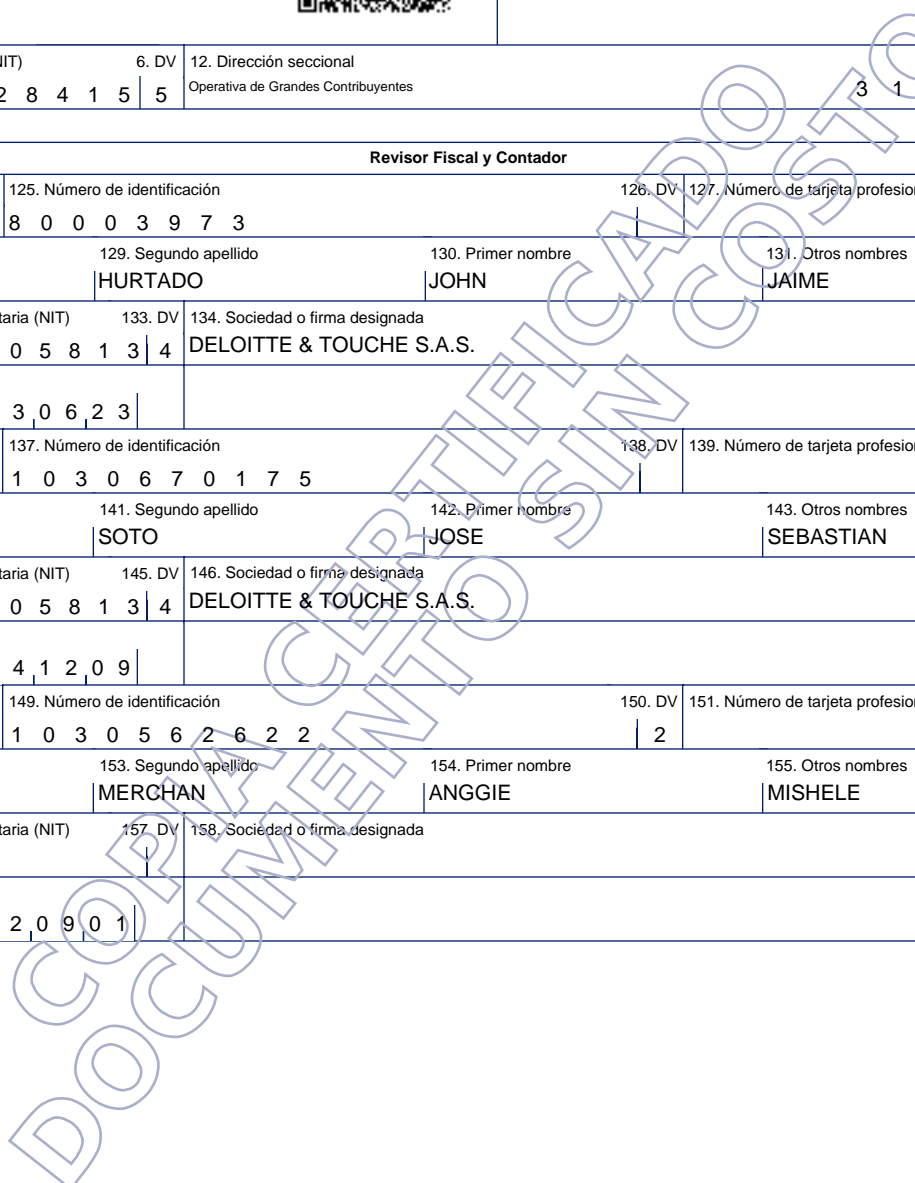 NIT) 6. DV 12. Dirección seccional
2 8 4 1 5 5 Operativa de Grandes Contribuyentes 3 1
Revisor Fiscal y Contador
125. Número de identificación 126. DV 127. Número de tarjeta profesion
8 0 0 0 3 9 7 3
129. Segundo apellido 130. Primer nombre 131. Otros nombres
HURTADO JOHN JAIME
taria (NIT) 133. DV 134. Sociedad o firma designada
0 5 8 1 3 4 DELOITTE & TOUCHE S.A.S.
3 0 6 2 3
137. Número de identificación 138. DV 139. Número de tarjeta profesion
1 0 3 0 6 7 0 1 7 5
141. Segundo apellido 142. Primer nombre 143. Otros nombres
SOTO JOSE SEBASTIAN
taria (NIT) 145. DV 146. Sociedad o firma designada
0 5 8 1 3 4 DELOITTE & TOUCHE S.A.S.
4 1 2 0 9
149. Número de identificación 150. DV 151. Número de tarjeta profesion
1 0 3 0 5 6 2 6 2 2 2
153. Segundo apellido 154. Primer nombre 155. Otros nombres
MERCHAN ANGGIE MISHELE
taria (NIT) 157. DV 158. Sociedad o firma designada
2 0 9 0 1
COPIA CERTIFICADO
DOCUMENTO SIN COSTO